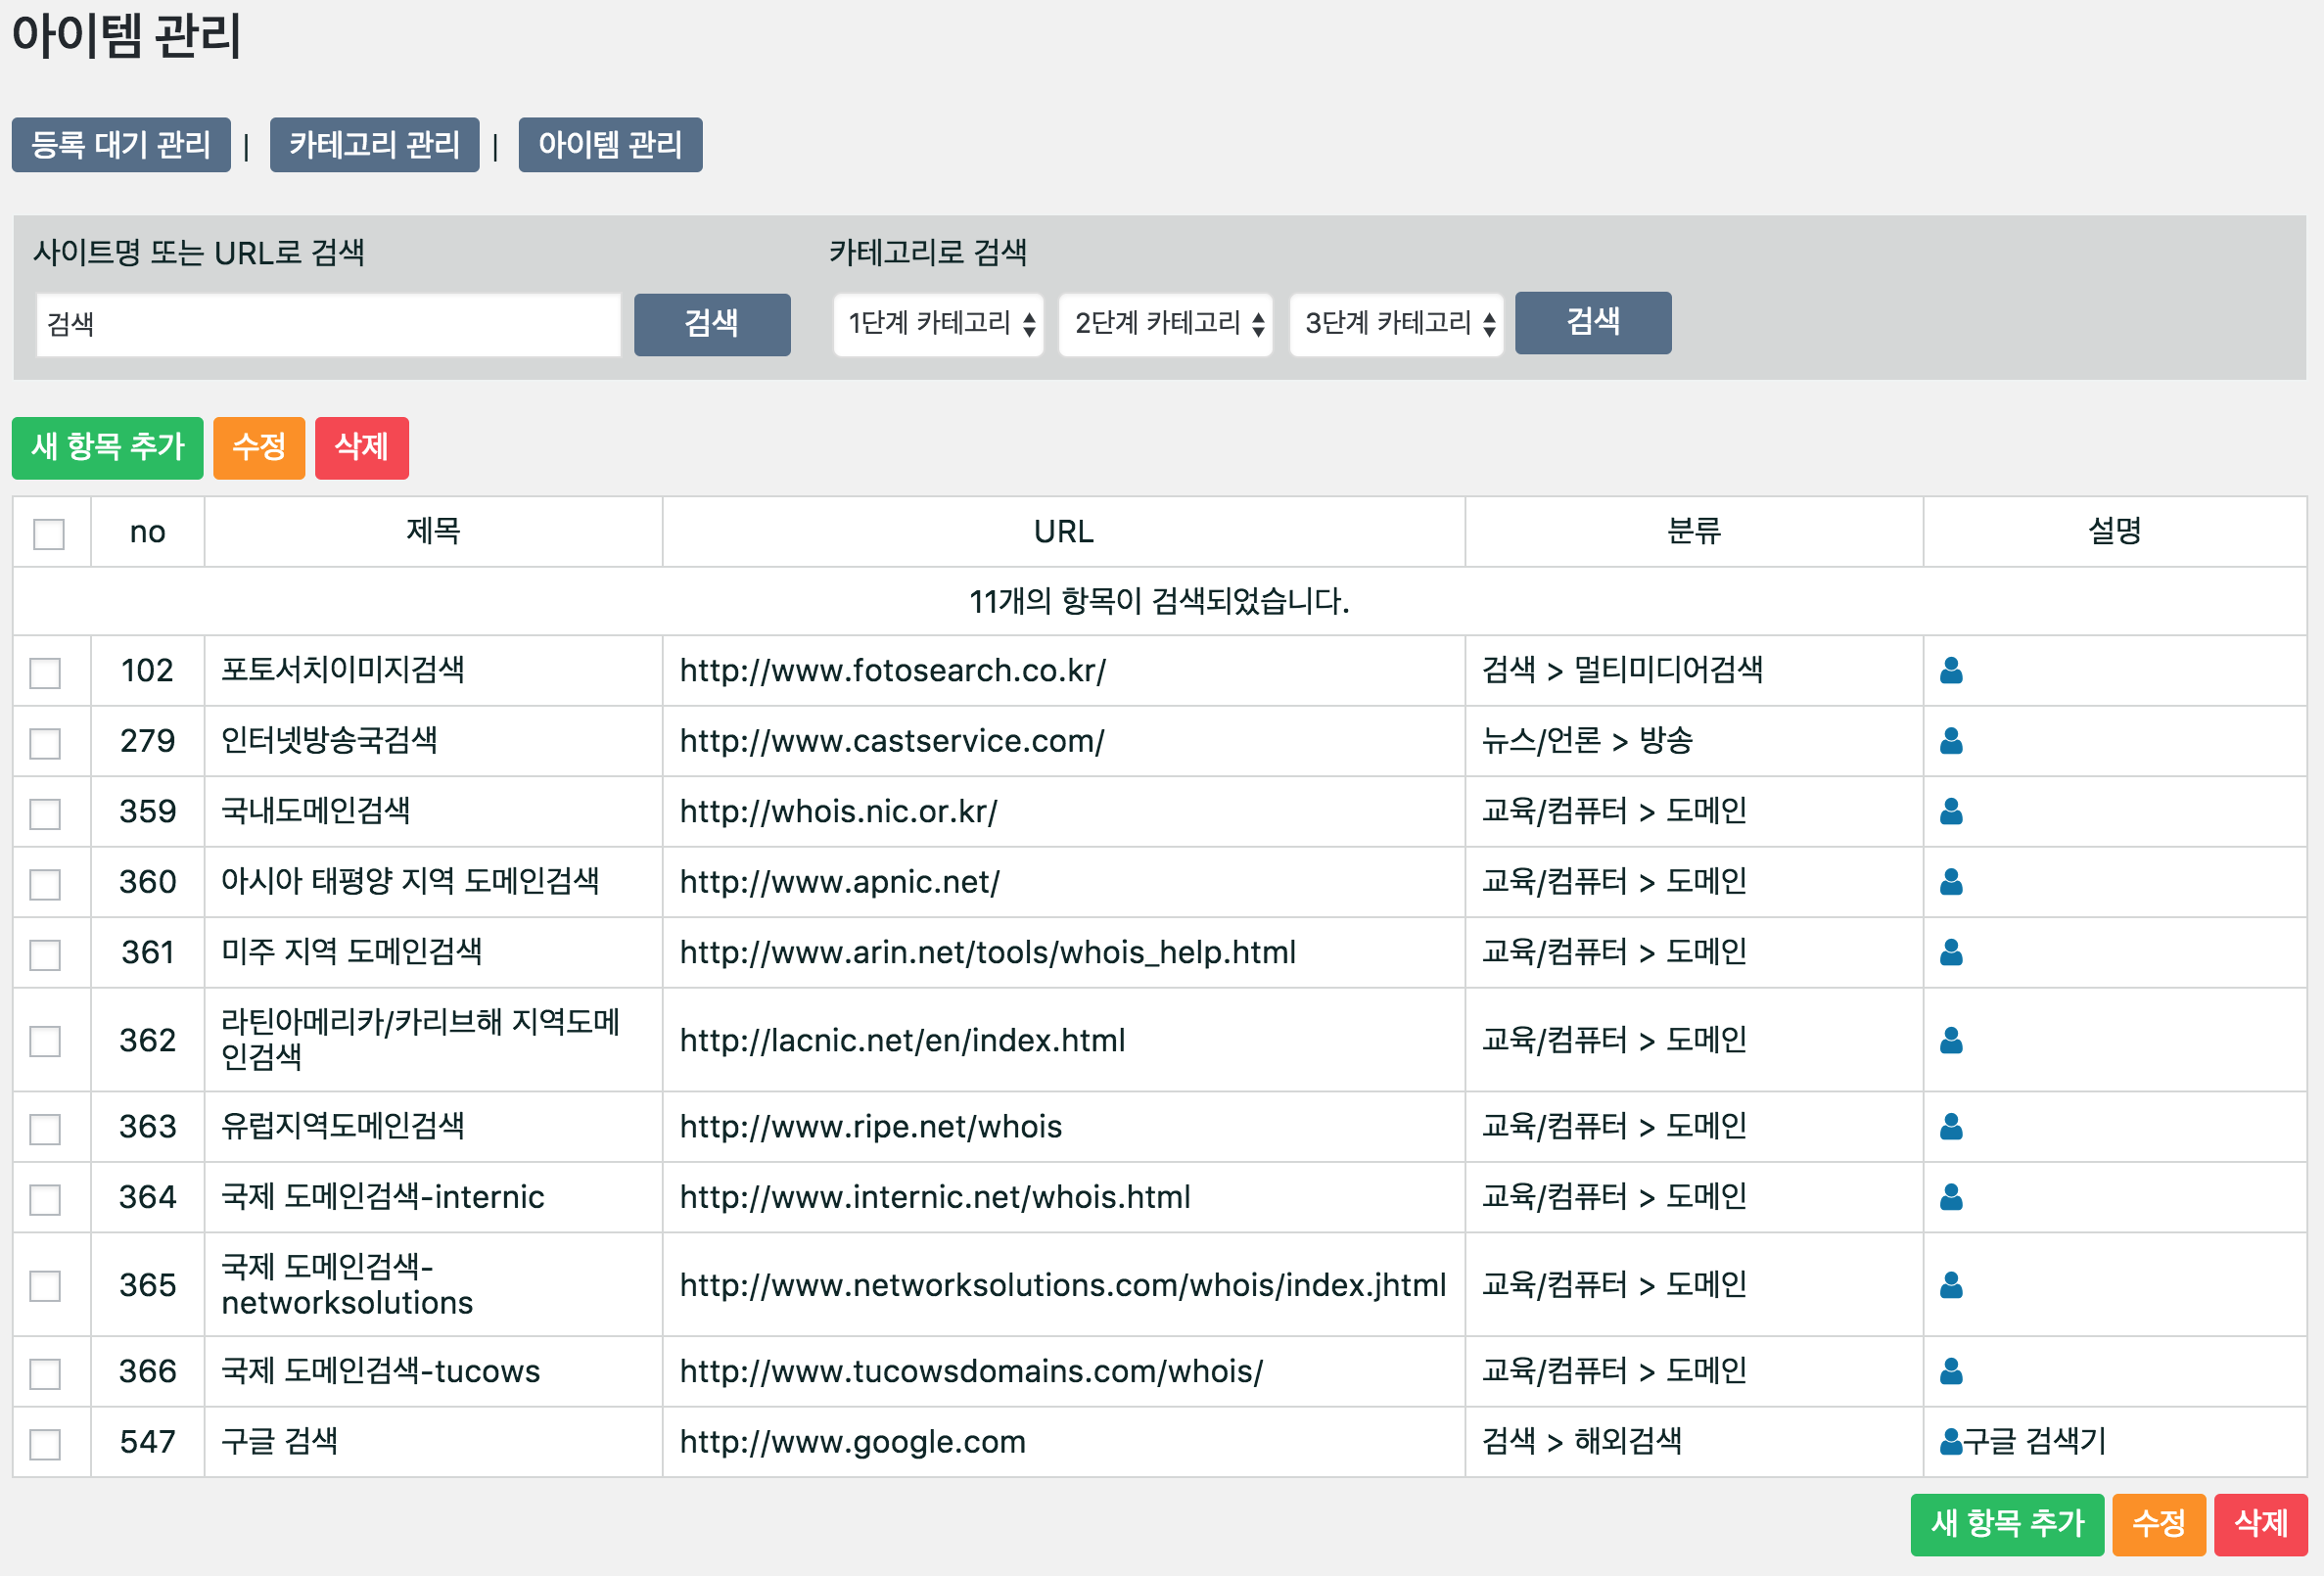 아이템 관리
등록 대기 관리 | 카테고리 관리 | 아이템 관리
사이트명 또는 URL로 검색 카테고리로 검색
검색 검색 1단계 카테고리 2단계 카테고리 3단계 카테고리 검색
새 항목 추가 수정 삭제
no 제목 URL 분류 설명
11개의 항목이 검색되었습니다.
102 포토서치이미지검색 http://www.fotosearch.co.kr/ 검색 > 멀티미디어검색
279 인터넷방송국검색 http://www.castservice.com/ 뉴스/언론 > 방송
359 국내도메인검색 http://whois.nic.or.kr/ 교육/컴퓨터 > 도메인
360 아시아 태평양 지역 도메인검색 http://www.apnic.net/ 교육/컴퓨터 > 도메인
361 미주 지역 도메인검색 http://www.arin.net/tools/whois_help.html 교육/컴퓨터 > 도메인
362 라틴아메리카/카리브해 지역도메
인검색 http://lacnic.net/en/index.html 교육/컴퓨터 > 도메인
363 유럽지역도메인검색 http://www.ripe.net/whois 교육/컴퓨터 > 도메인
364 국제 도메인검색-internic http://www.internic.net/whois.html 교육/컴퓨터 > 도메인
365 국제 도메인검색-
networksolutions http://www.networksolutions.com/whois/index.jhtml 교육/컴퓨터 > 도메인
366 국제 도메인검색-tucows http://www.tucowsdomains.com/whois/ 교육/컴퓨터 > 도메인
547 구글 검색 http://www.google.com 검색 > 해외검색 구글 검색기
새 항목 추가 수정 삭제